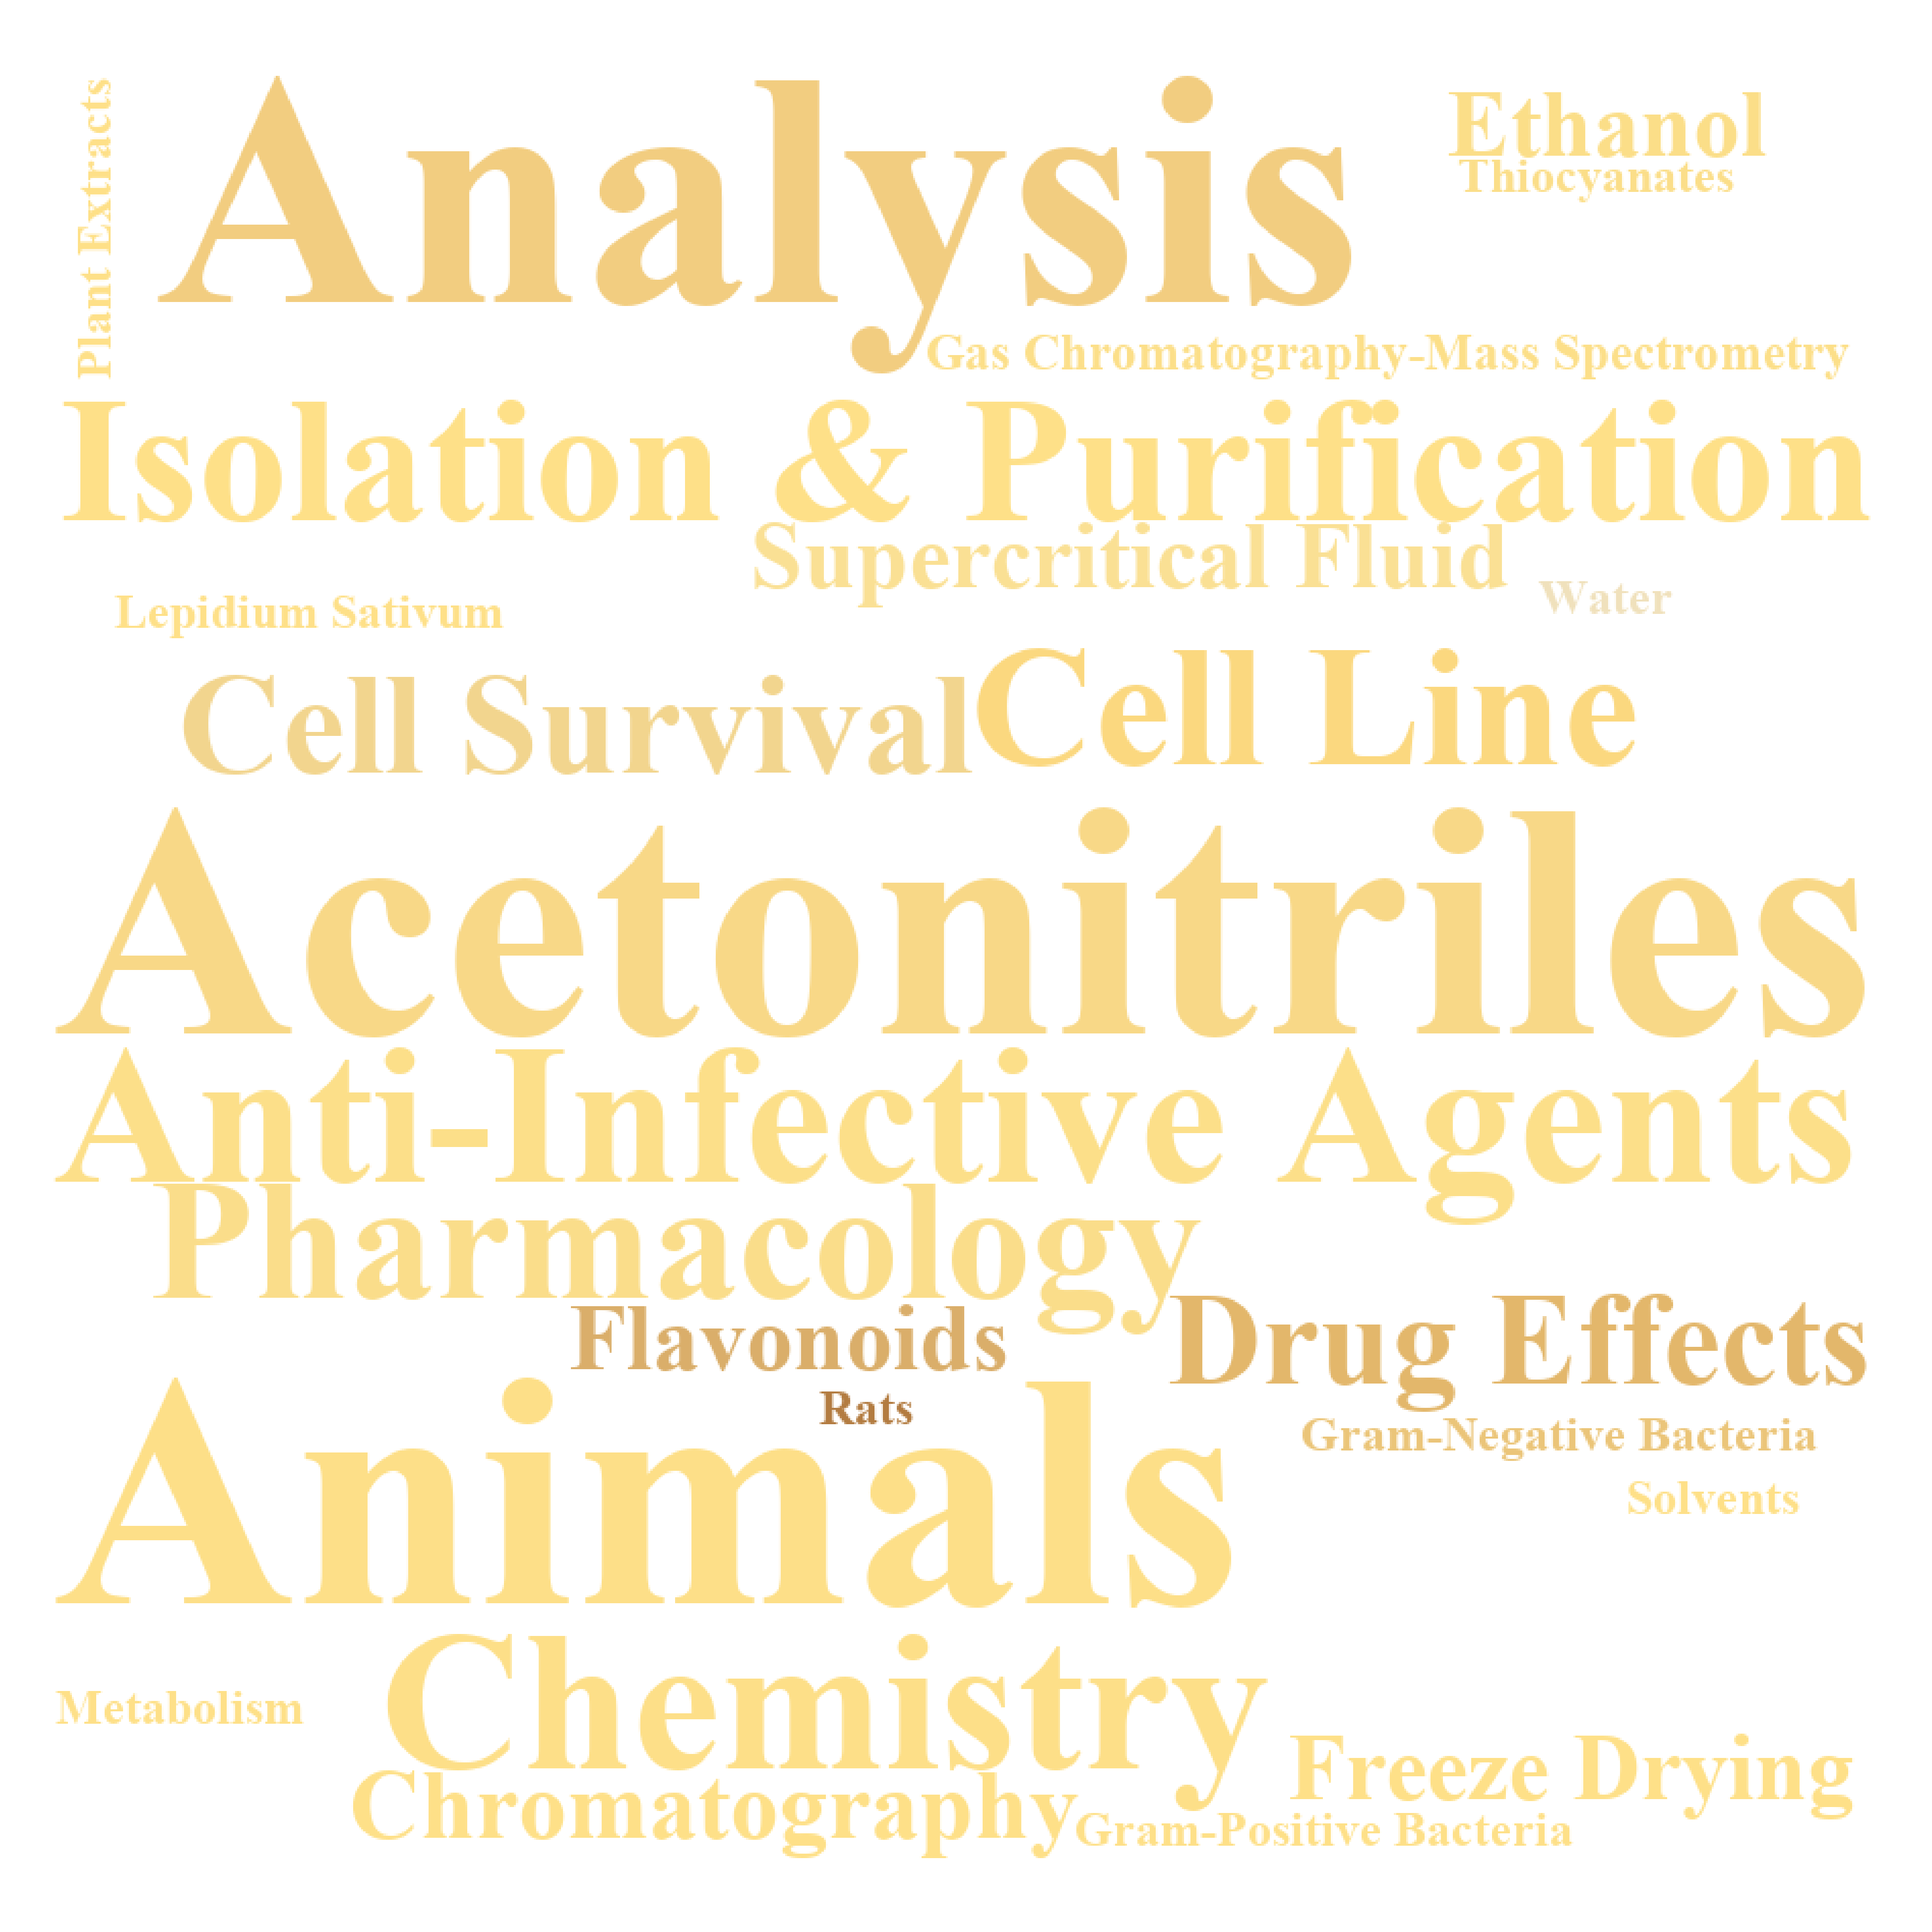 Plant Extracts
Analysis
Ethanol
Thiocyanates
Gas Chromatography-Mass Spectrometry
Isolation & Purification
Supercritical Fluid
Lepidium Sativum
Water
Cell Survival
Cell Line
Acetonitriles
Anti-Infective Agents
Pharmacology
Flavonoids
Drug Effects
Rats
Animals
Gram-Negative Bacteria
Solvents
Chemistry
Metabolism
Freeze Drying
Chromatography
Gram-Positive Bacteria